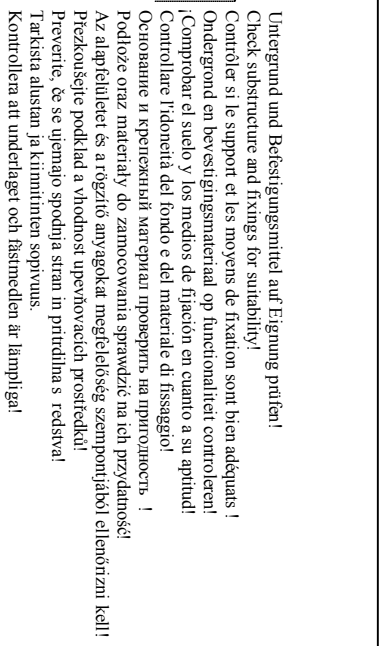 Untergrund und Befestigungsmittel auf Eignung prüfen!
Check substructure and fixings for suitability!
Contrôler si le support et les moyens de fixation sont bien adéquats !
Ondergrond en bevestigingsmateriaal op functionaliteit controleren!
¡Comprobar el suelo y los medios de fijación en cuanto a su aptitud!
Controllare l'idoneità del fondo e del materiale di fissaggio!
Основание и крепежный материал проверить на пригодность !
Podłoże oraz materiały do zamocowania sprawdzić na ich przydatność!
Az alapfelületet és a rögzítő anyagokat megfelelőség szempontjából ellenőrizni kell!
Přezkoušejte podklad a vhodnost upevňovacích prostředků!
Preverite, če se ujemajo spodnja stran in pritrdilna s redstva!
Tarkista alustan ja kiinnitinten sopivuus.
Kontrollera att underlaget och fästmedlen är lämpliga!